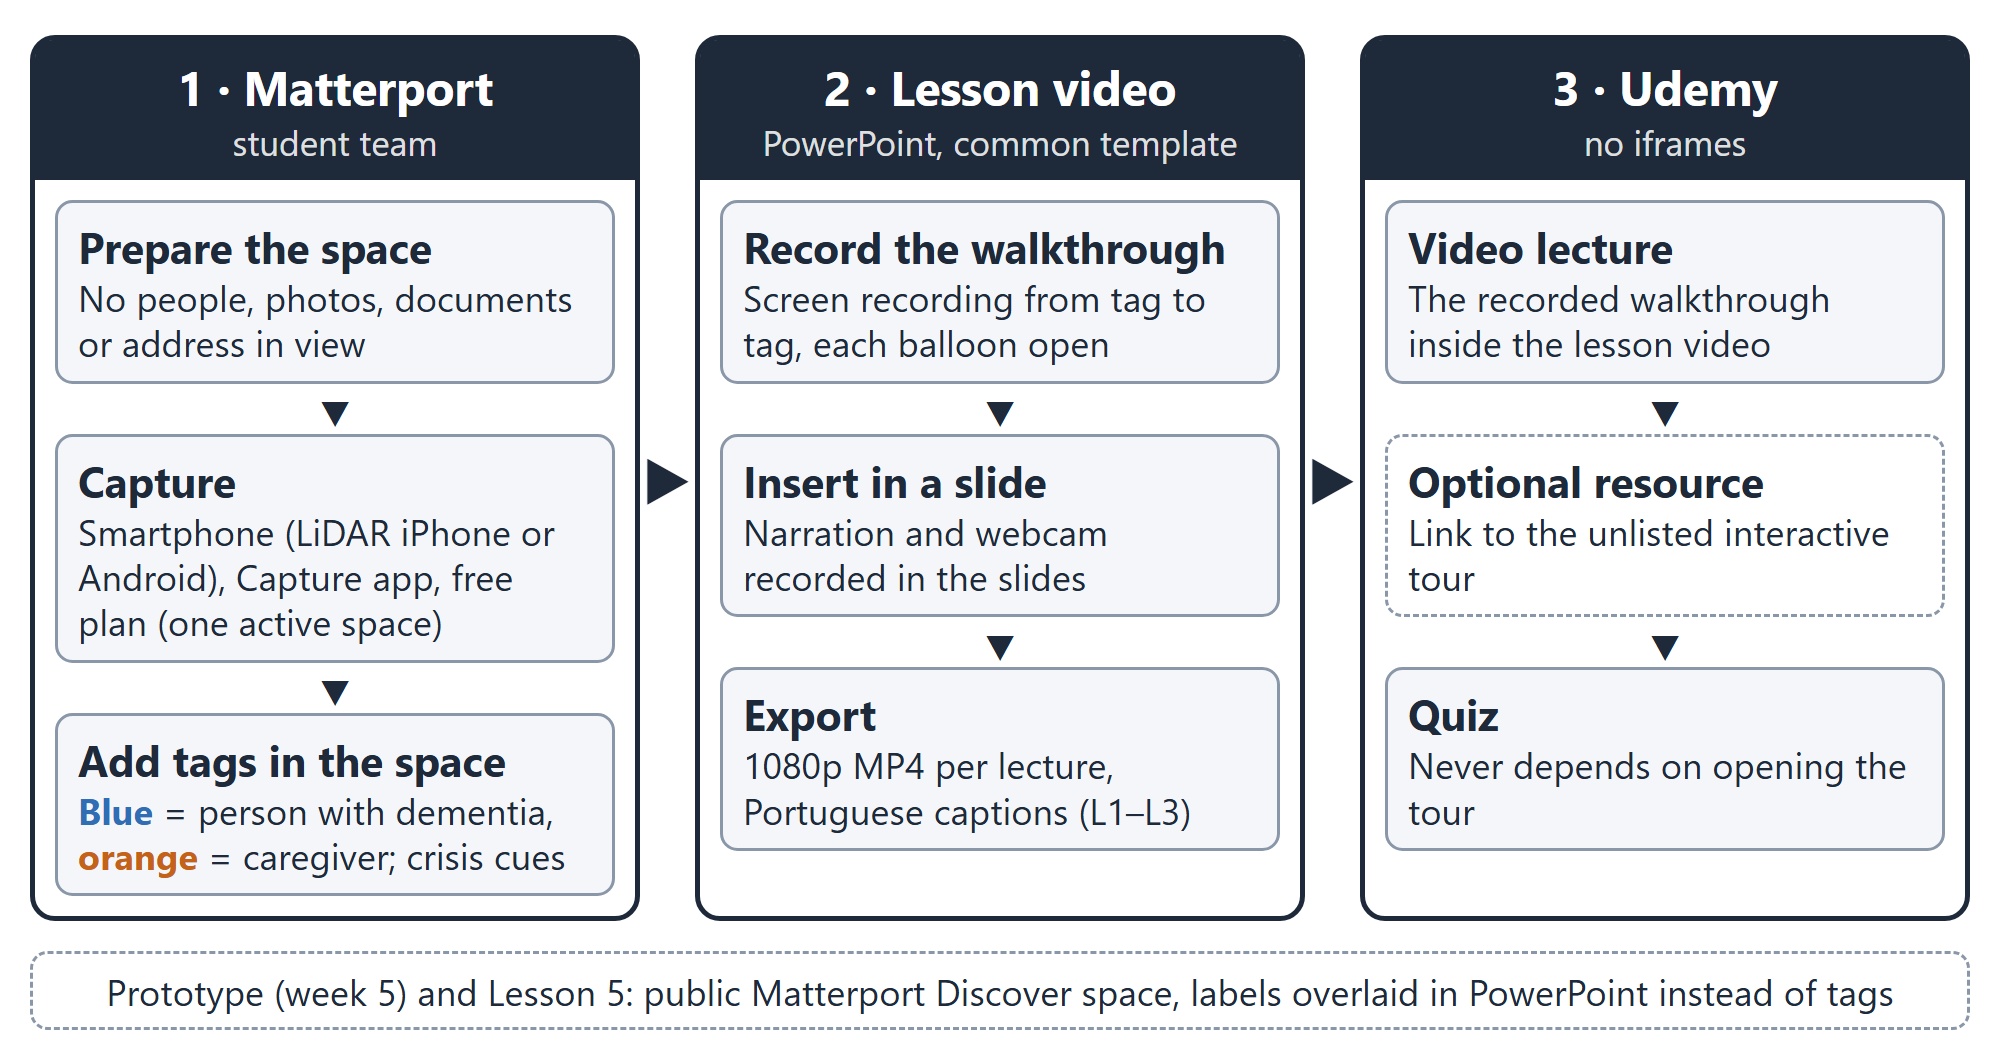 1 · Matterport
student team
Prepare the space
No people, photos, documents
or address in view
▼
Capture
Smartphone (LiDAR iPhone or
Android), Capture app, free
plan (one active space)
▼
Add tags in the space
Blue = person with dementia,
orange = caregiver; crisis cues
▶
2 · Lesson video
PowerPoint, common template
Record the walkthrough
Screen recording from tag to
tag, each balloon open
▼
Insert in a slide
Narration and webcam
recorded in the slides
▼
Export
1080p MP4 per lecture,
Portuguese captions (L1–L3)
▶
3 · Udemy
no iframes
Video lecture
The recorded walkthrough
inside the lesson video
▼
Optional resource
Link to the unlisted interactive
tour
▼
Quiz
Never depends on opening the
tour
Prototype (week 5) and Lesson 5: public Matterport Discover space, labels overlaid in PowerPoint instead of tags